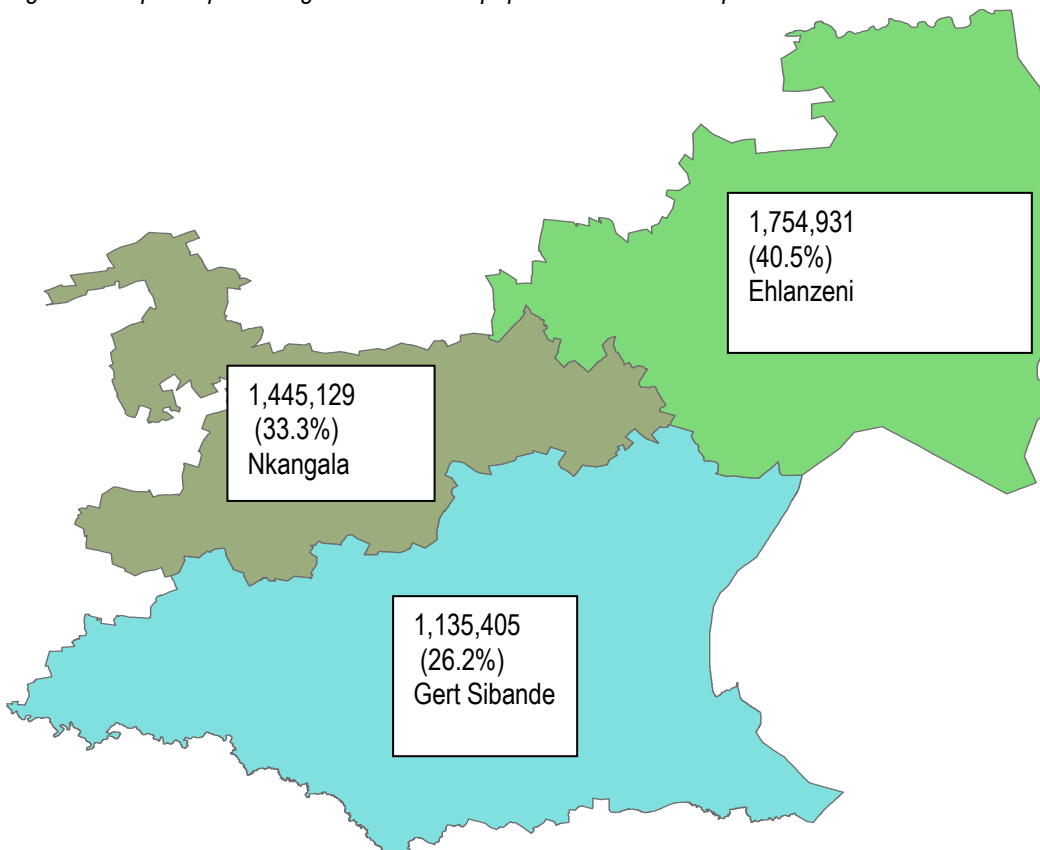 1,754,931
(40.5%)
Ehlanzeni
1,445,129
(33.3%)
Nkangala
1,135,405
(26.2%)
Gert Sibande